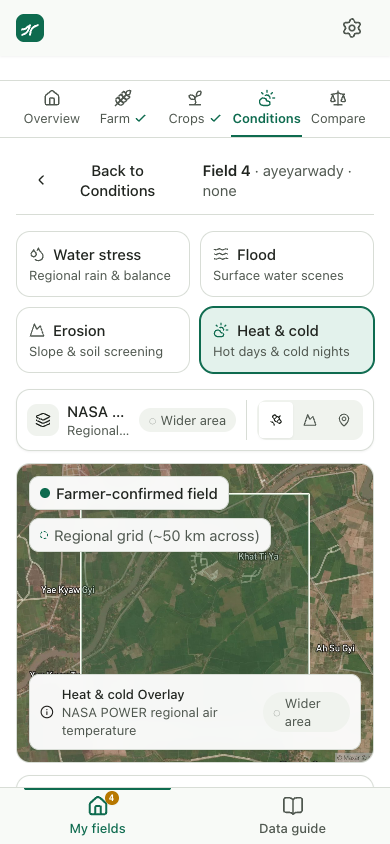 Overview Farm Crops Conditions Compare
Back to
Conditions
Field 4 · ayeyarwady ·
none
Water stress
Regional rain & balance
Flood
Surface water scenes
Erosion
Slope & soil screening
Heat & cold
Hot days & cold nights
NASA ...
Regional...
Wider area
Farmer-confirmed field
Regional grid (~50 km across)
Khat Ti Ya
Yae Kyaw Gyi
Ah Su Gyi
Heat & cold Overlay
NASA POWER regional air
temperature
Wider
area
4
My fields
Data guide